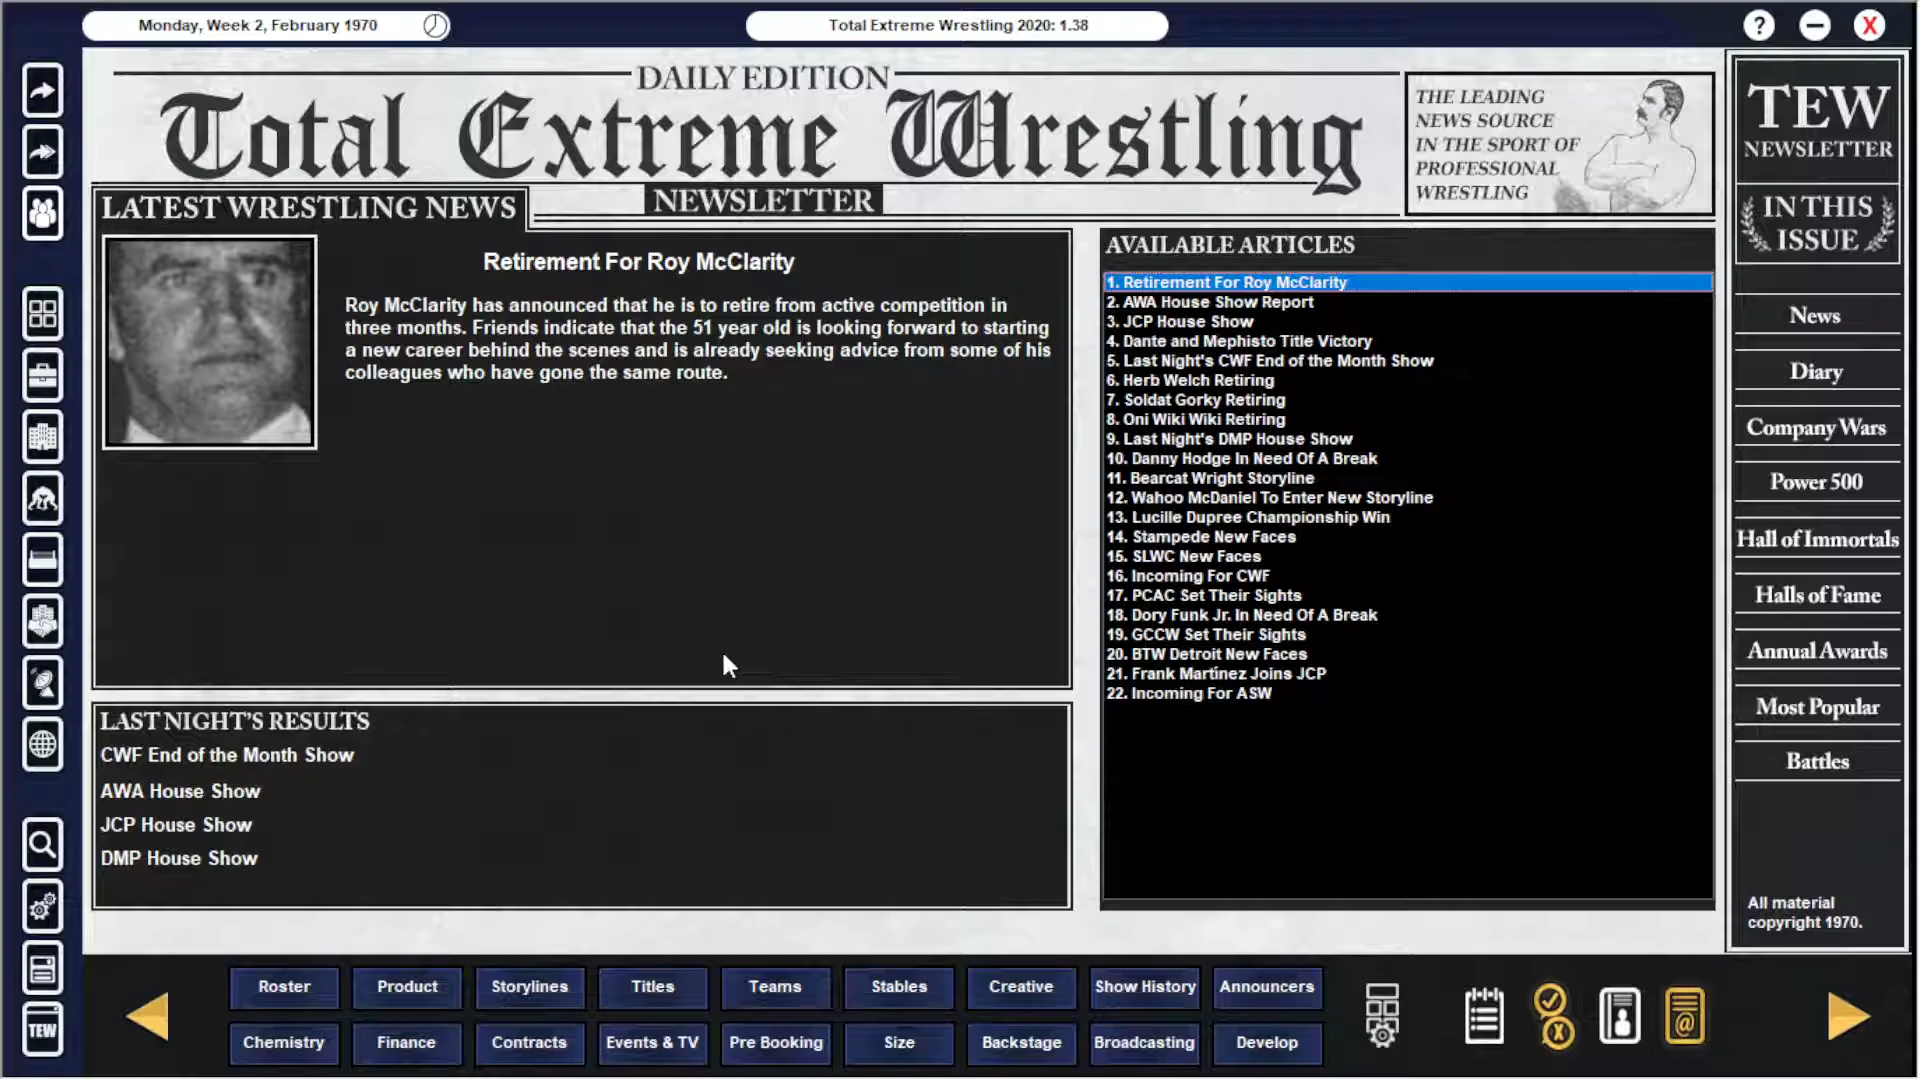 Monday, Week 2, February 1970
Total Extreme Wrestling 2020: 1.38
?
X
DAILY EDITION
Total Extreme Wrestling
NEWSLETTER
THE LEADING
NEWS SOURCE
IN THE SPORT OF
PROFESSIONAL
WRESTLING
LATEST WRESTLING NEWS
Retirement For Roy McClarity
Roy McClarity has announced that he is to retire from active competition in
three months. Friends indicate that the 51 year old is looking forward to starting
a new career behind the scenes and is already seeking advice from some of his
colleagues who have gone the same route.
LAST NIGHT'S RESULTS
CWF End of the Month Show
AWA House Show
JCP House Show
DMP House Show
AVAILABLE ARTICLES
1. Retirement For Roy McClarity
2. AWA House Show Report
3. JCP House Show
4. Dante and Mephisto Title Victory
5. Last Night's CWF End of the Month Show
6. Herb Welch Retiring
7. Soldat Gorky Retiring
8. Oni Wiki Wiki Retiring
9. Last Night's DMP House Show
10. Danny Hodge In Need Of A Break
11. Bearcat Wright Storyline
12. Wahoo McDaniel To Enter New Storyline
13. Lucille Dupree Championship Win
14. Stampede New Faces
15. SLWC New Faces
16. Incoming For CWF
17. PCAC Set Their Sights
18. Dory Funk Jr. In Need Of A Break
19. GCCW Set Their Sights
20. BTW Detroit New Faces
21. Frank Martínez Joins JCP
22. Incoming For ASW
TEW
NEWSLETTER
IN THIS
ISSUE
News
Diary
Company Wars
Power 500
Hall of Immortals
Halls of Fame
Annual Awards
Most Popular
Battles
All material
copyright 1970.
TEW
Roster
Product
Storylines
Titles
Teams
Stables
Creative
Show History
Announcers
Chemistry
Finance
Contracts
Events & TV
Pre Booking
Size
Backstage
Broadcasting
Develop